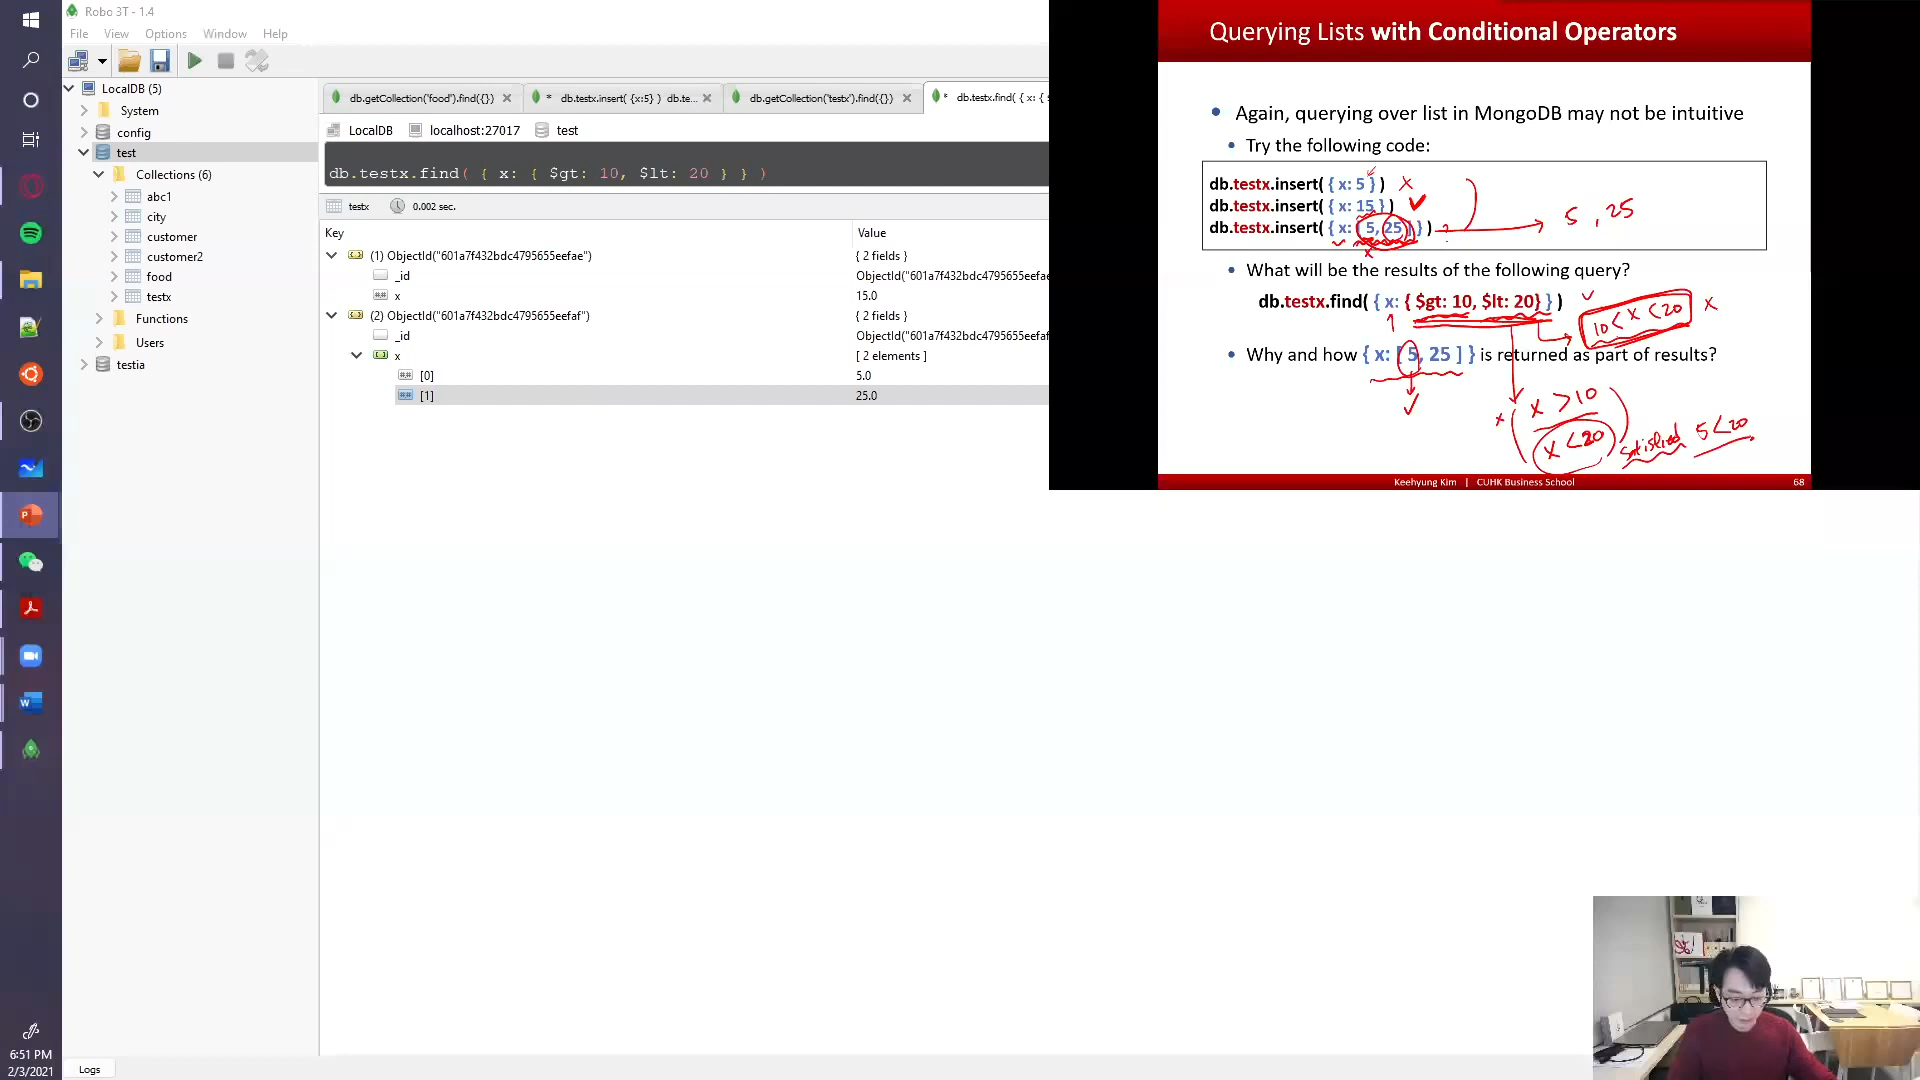 Robo 3T - 1.4
File View Options Window Help
LocalDB (5)
System
config
test
Collections (6)
abc1
city
customer
customer2
food
testx
Functions
Users
testia
db.getCollection('food').find({})
* db.testx.insert( {x:5} ) db.te...
db.getCollection('testx').find({})
* db.testx.find( { x: {
LocalDB localhost:27017 test
db.testx.find( { x: { $gt: 10, $lt: 20 } } )
testx 0.002 sec.
Key Value
(1) ObjectId("601a7f432bdc4795655eefae") { 2 fields }
_id ObjectId("601a7f432bdc4795655eefae
x 15.0
(2) ObjectId("601a7f432bdc4795655eefaf") { 2 fields }
_id ObjectId("601a7f432bdc4795655eefaf
x [ 2 elements ]
[0] 5.0
[1] 25.0
Logs
6:51 PM
2/3/2021
Querying Lists with Conditional Operators
Again, querying over list in MongoDB may not be intuitive
Try the following code:
db.testx.insert( { x: 5 } ) x
db.testx.insert( { x: 15 } )
db.testx.insert( { x: [ 5, 25 ] } )
5 , 25
What will be the results of the following query?
db.testx.find( { x: { $gt: 10, $lt: 20} } )
10 < x < 20 x
Why and how { x: [ 5, 25 ] } is returned as part of results?
x x > 10
x < 20 satisfied 5 < 20
Keehyung Kim | CUHK Business School 68